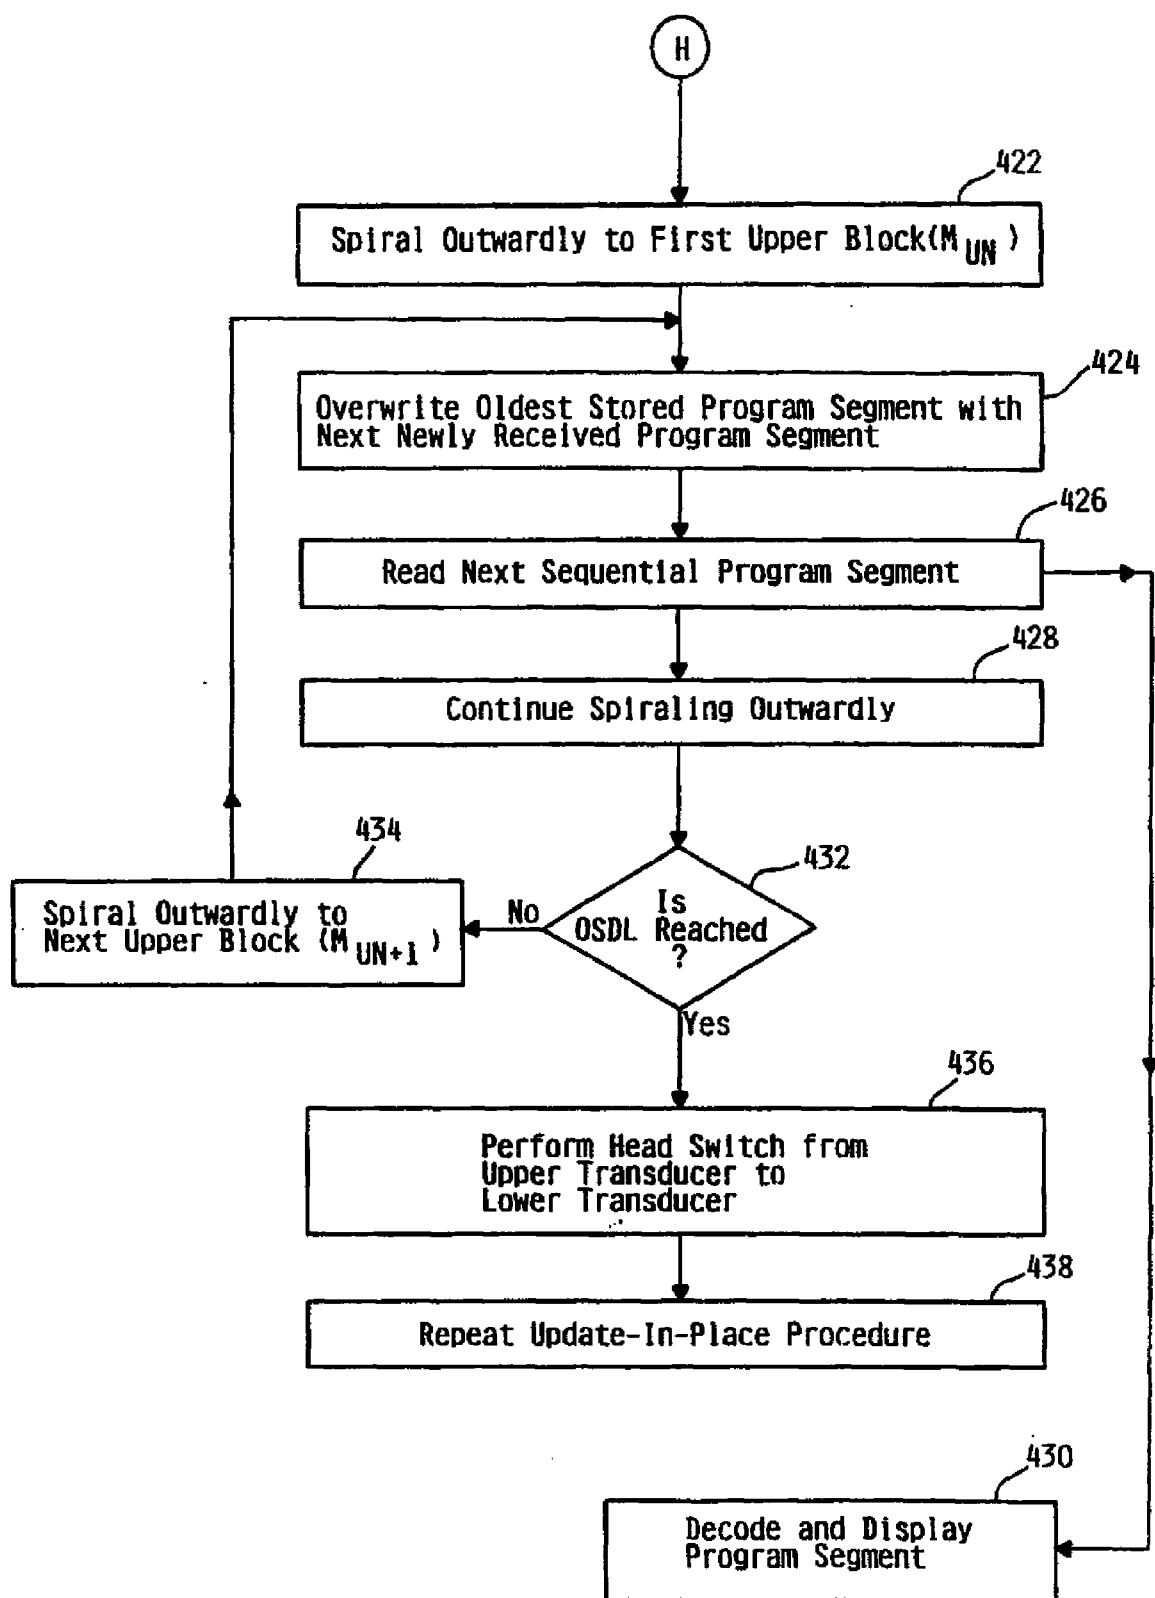 H
422
Spiral Outwardly to First Upper Block(M UN )
424
Overwrite Oldest Stored Program Segment with
Next Newly Received Program Segment
426
Read Next Sequential Program Segment
428
Continue Spiraling Outwardly
434
432
Spiral Outwardly to
Next Upper Block (M UN+1 )
No
Is
OSDL Reached
?
Yes
436
Perform Head Switch from
Upper Transducer to
Lower Transducer
438
Repeat Update-In-Place Procedure
430
Decode and Display
Program Segment